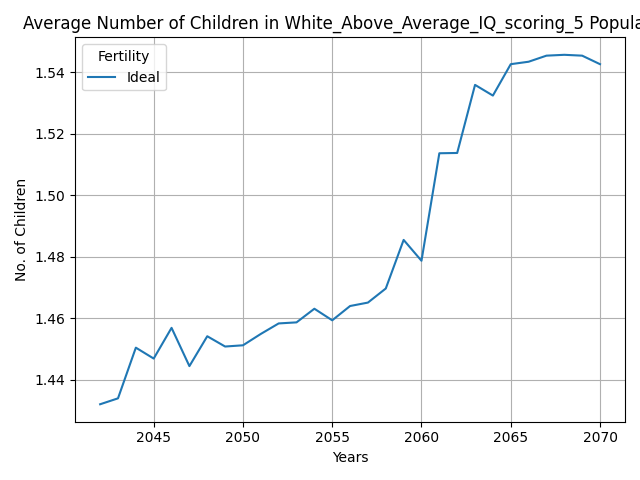 Average Number of Children in White_Above_Average_IQ_scoring_5 Popula
Fertility
Ideal
1.54
1.52
1.50
1.48
1.46
1.44
No. of Children
2045 2050 2055 2060 2065 2070
Years